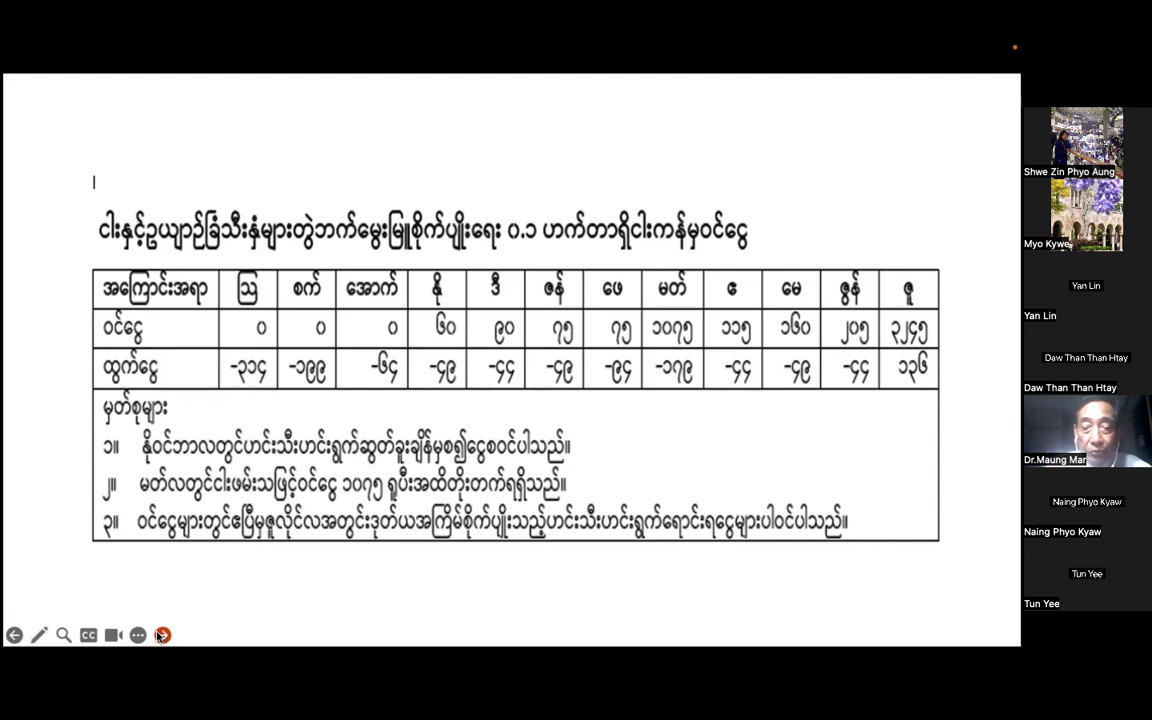 ငါးနှင့်ဥယျာဉ်ခြံသီးနှံများတွဲဘက်မွေးမြူစိုက်ပျိုးရေး ၀.၁ ဟက်တာရှိငါးကန်မှဝင်ငွေ
အကြောင်းအရာ ဩ စက် အောက် နို ဒီ ဇန် ဖေ မတ် ဧ မေ ဇွန် ဇူ
ဝင်ငွေ ၀ ၀ ၀ ၆၀ ၉၀ ၇၅ ၇၅ ၁၀၇၅ ၁၁၅ ၁၆၀ ၂၀၅ ၃၂၄၅
ထွက်ငွေ -၃၁၄ -၁၉၉ -၆၄ -၄၉ -၄၄ -၄၉ -၉၄ -၁၇၉ -၄၄ -၄၉ -၄၄ ၁၃၆
မှတ်စုများ
၁။ နိုဝင်ဘာလတွင်ဟင်းသီးဟင်းရွက်ဆွတ်ခူးချိန်မှစ၍ငွေစဝင်ပါသည်။
၂။ မတ်လတွင်ငါးဖမ်းသဖြင့်ဝင်ငွေ ၁၀၇၅ ရူပီးအထိတိုးတက်ရရှိသည်။
၃။ ဝင်ငွေများတွင်ဧပြီမှဇူလိုင်လအတွင်းဒုတ်ယအကြိမ်စိုက်ပျိုးသည့်ဟင်းသီးဟင်းရွက်ရောင်းရငွေများပါဝင်ပါသည်။
CC
Shwe Zin Phyo Aung
Myo Kywe
Yan Lin
Yan Lin
Daw Than Than Htay
Daw Than Than Htay
Dr.Maung Mar
Naing Phyo Kyaw
Naing Phyo Kyaw
Tun Yee
Tun Yee